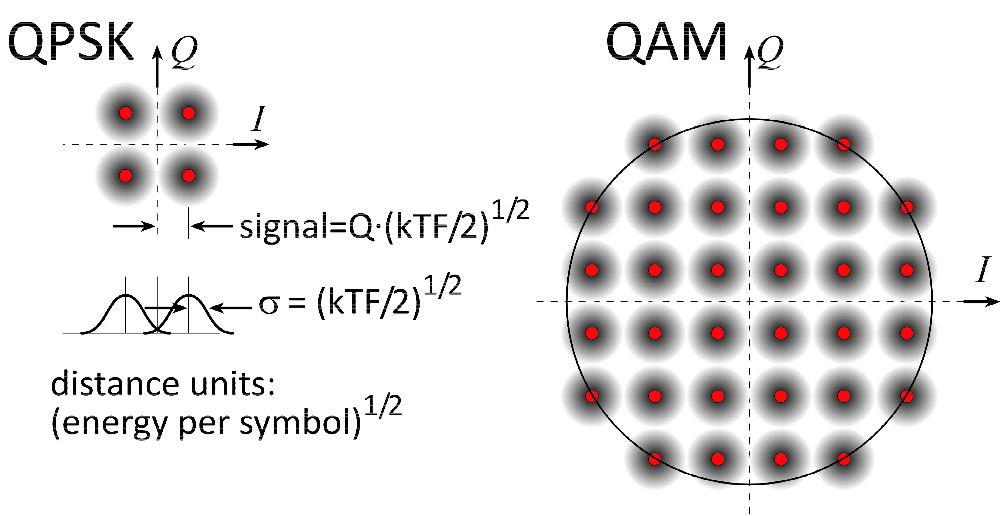 QPSK
Q
I
signal=Q·(kTF/2)^1/2
σ = (kTF/2)^1/2
distance units:
(energy per symbol)^1/2
QAM
Q
I